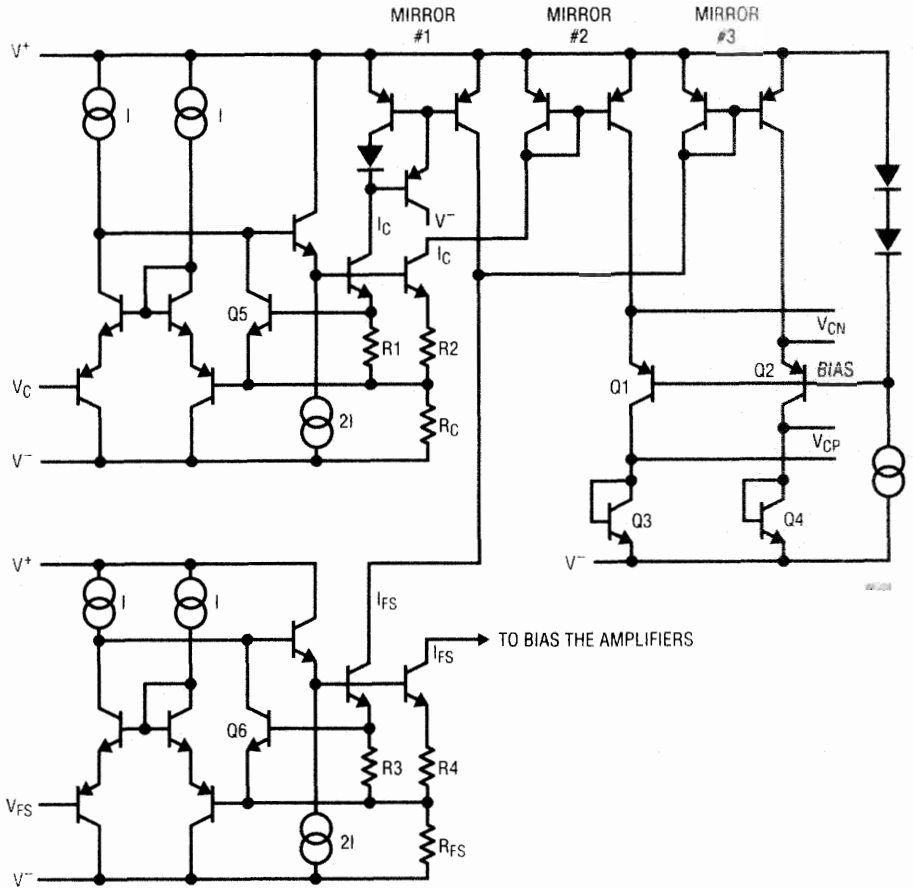 MIRROR #1
MIRROR #2
MIRROR #3
V+
I
I
IC
V−
IC
Q5
R1
R2
VC
2I
RC
V−
VCN
Q1
Q2
BIAS
VCP
Q3
Q4
V−
V+
I
I
IFS
IFS
TO BIAS THE AMPLIFIERS
Q6
R3
R4
VFS
2I
RFS
V−